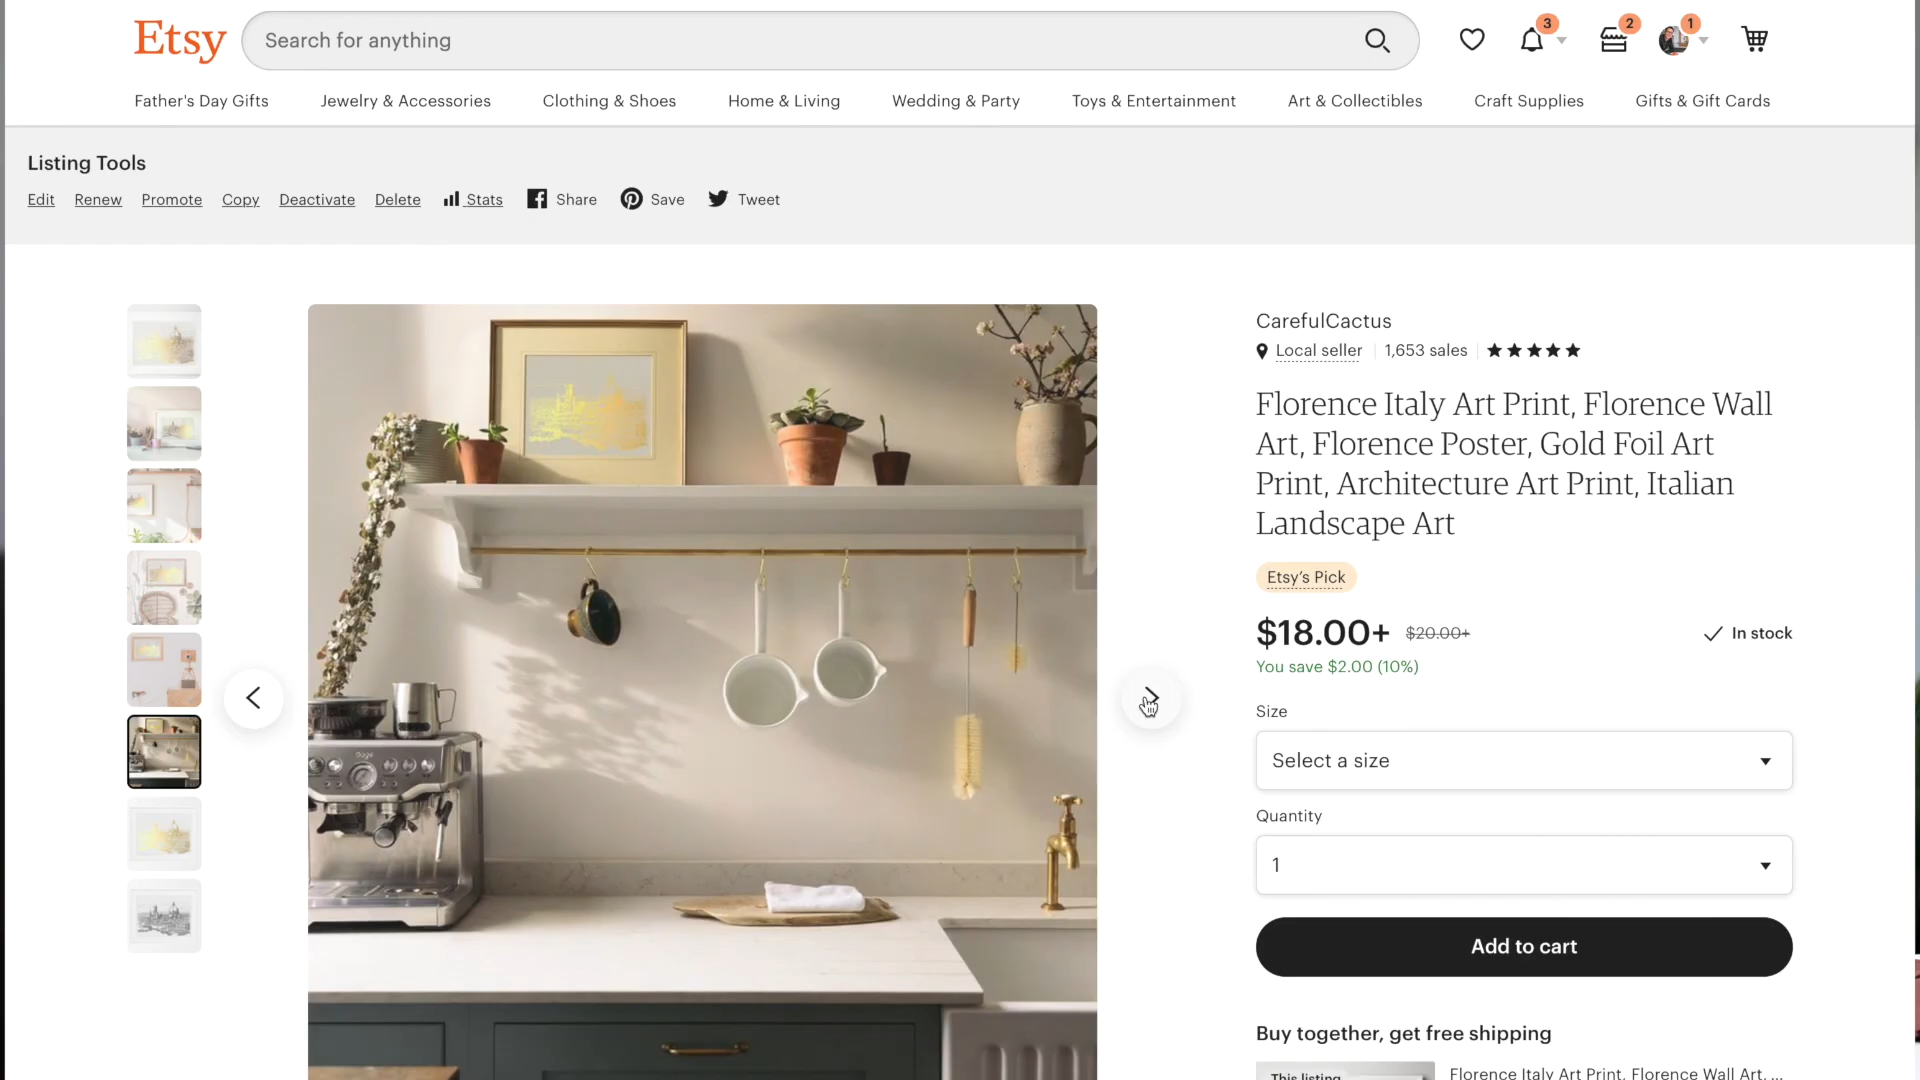 Etsy
Search for anything
3
2
1
Father's Day Gifts
Jewelry & Accessories
Clothing & Shoes
Home & Living
Wedding & Party
Toys & Entertainment
Art & Collectibles
Craft Supplies
Gifts & Gift Cards
Listing Tools
Edit
Renew
Promote
Copy
Deactivate
Delete
Stats
Share
Save
Tweet
CarefulCactus
Local seller
1,653 sales
Florence Italy Art Print, Florence Wall
Art, Florence Poster, Gold Foil Art
Print, Architecture Art Print, Italian
Landscape Art
Etsy’s Pick
$18.00+ $20.00+
In stock
You save $2.00 (10%)
Size
Select a size
Quantity
1
Add to cart
Buy together, get free shipping
This listing
Florence Italy Art Print, Florence Wall Art, ...